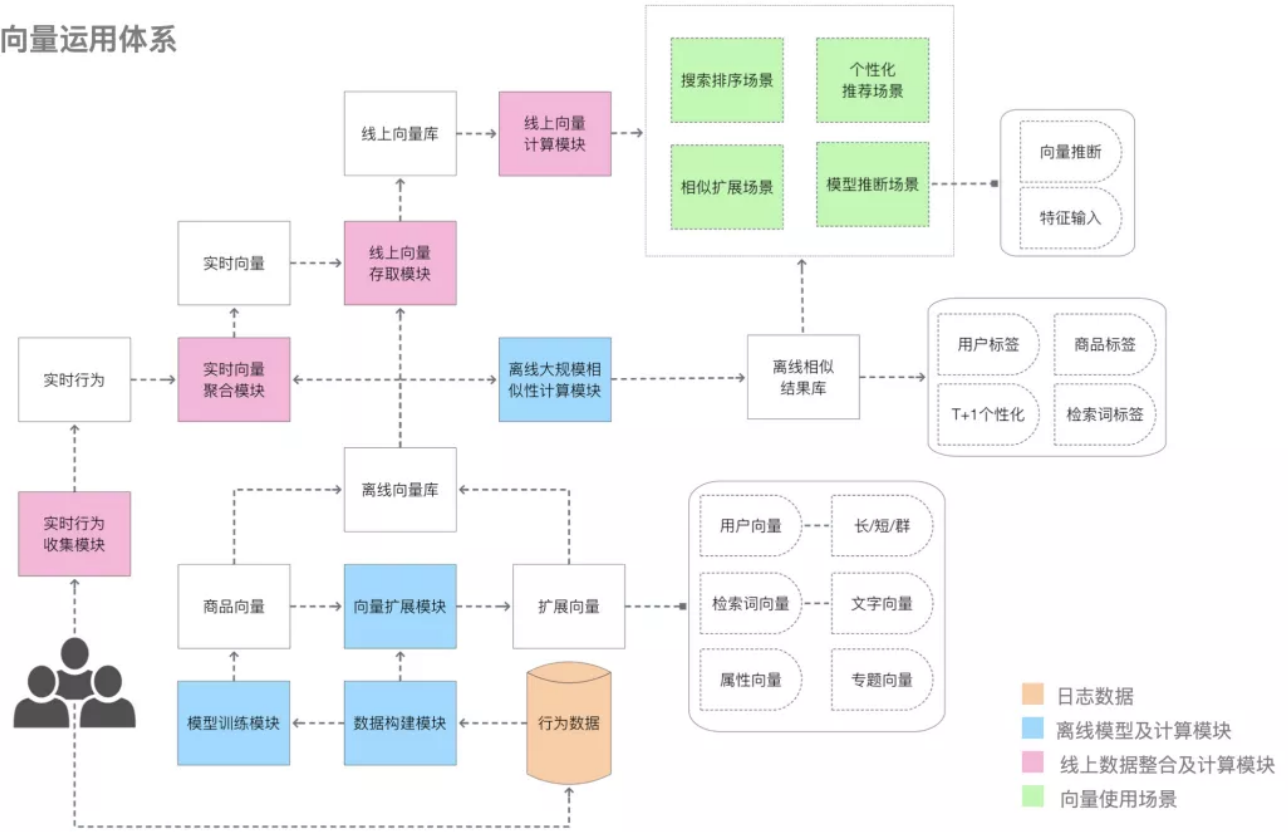 向量运用体系
搜索排序场景
个性化
推荐场景
相似扩展场景
模型推断场景
向量推断
特征输入
线上向量库
线上向量
计算模块
实时向量
线上向量
存取模块
实时行为
实时向量
聚合模块
离线大规模相
似性计算模块
离线相似
结果库
用户标签
商品标签
T+1个性化
检索词标签
离线向量库
实时行为
收集模块
商品向量
向量扩展模块
扩展向量
用户向量
长/短/群
检索词向量
文字向量
属性向量
专题向量
模型训练模块
数据构建模块
行为数据
日志数据
离线模型及计算模块
线上数据整合及计算模块
向量使用场景